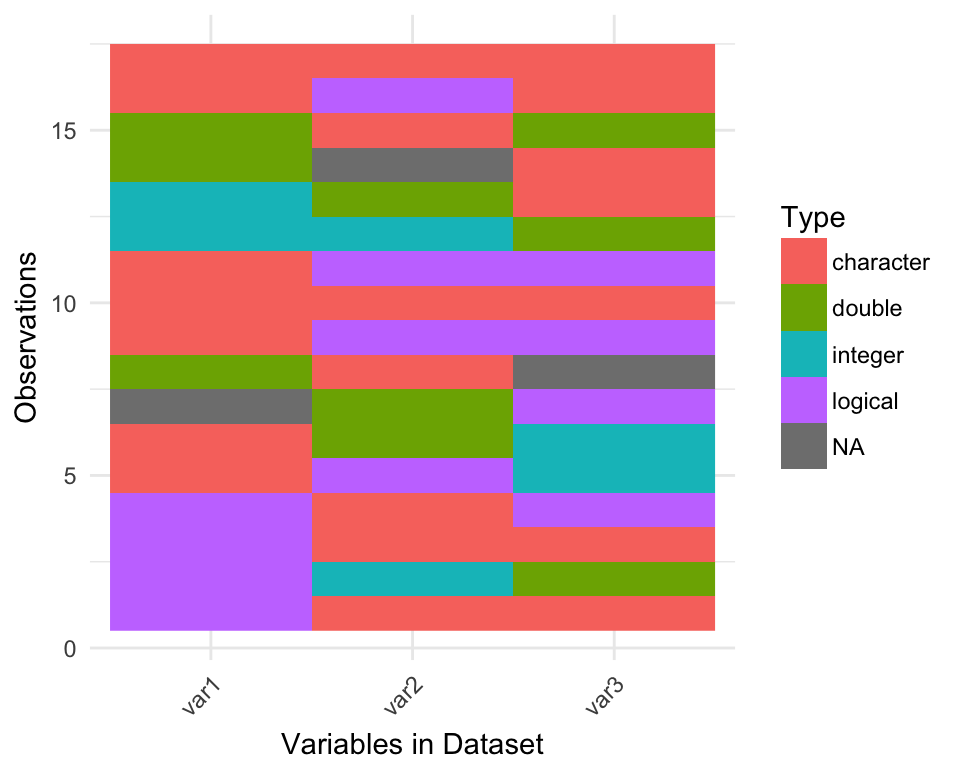 Observations
15
10
5
0
var1
var2
var3
Variables in Dataset
Type
character
double
integer
logical
NA